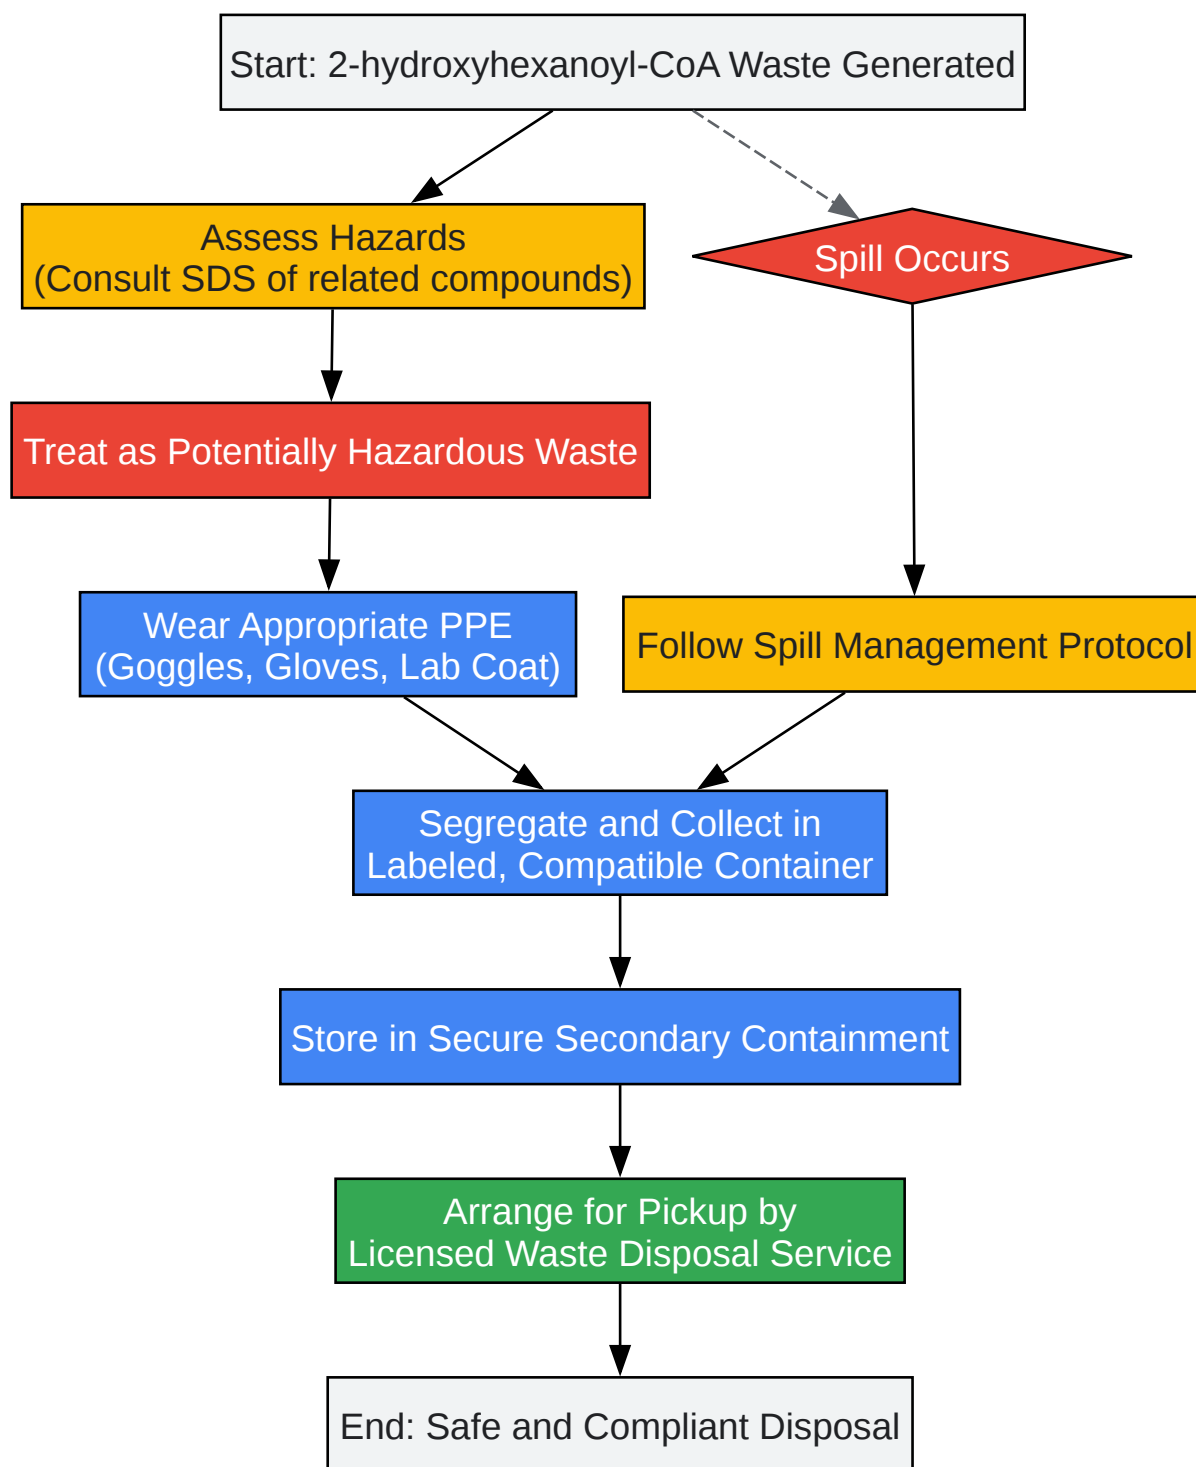 Start: 2-hydroxyhexanoyl-CoA Waste Generated
Assess Hazards
(Consult SDS of related compounds)
Spill Occurs
Treat as Potentially Hazardous Waste
Wear Appropriate PPE
(Goggles, Gloves, Lab Coat)
Follow Spill Management Protocol
Segregate and Collect in
Labeled, Compatible Container
Store in Secure Secondary Containment
Arrange for Pickup by
Licensed Waste Disposal Service
End: Safe and Compliant Disposal